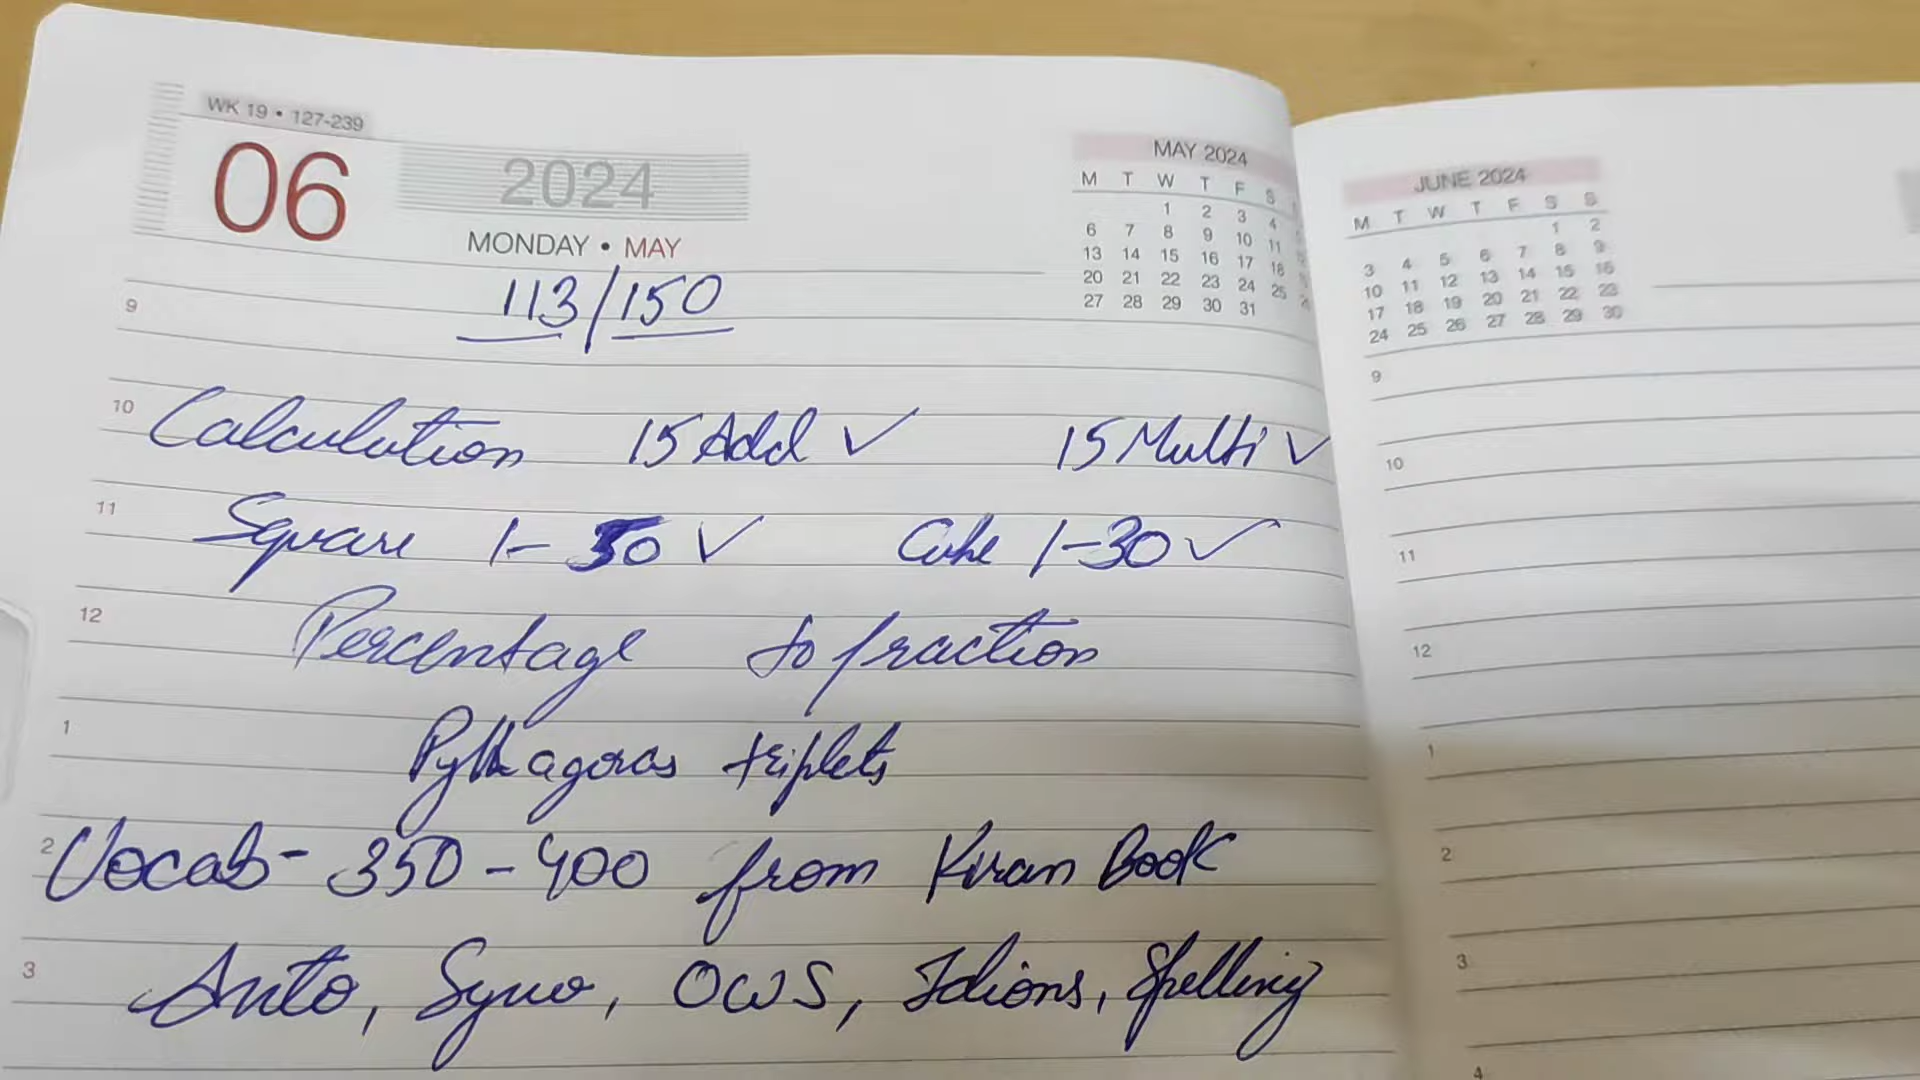 WK 19 • 127-239
06
2024
MONDAY • MAY
MAY 2024
M T W T F S
1 2 3 4
6 7 8 9 10 11
13 14 15 16 17 18
20 21 22 23 24 25
27 28 29 30 31
113/150
9
10 Calculution 15 Add ✓ 15 Multi ✓
11 Square 1-50 ✓ Cube 1-30 ✓
12 Percentage to fraction
1 Pythagoras triplets
2 Vocab- 350-400 from Kiran Book
3 Anto, Syno, OWS, Idioms, Spelling
JUNE 2024
M T W T F S S
1 2
3 4 5 6 7 8 9
10 11 12 13 14 15 16
17 18 19 20 21 22 23
24 25 26 27 28 29 30
9
10
11
12
1
2
3
4